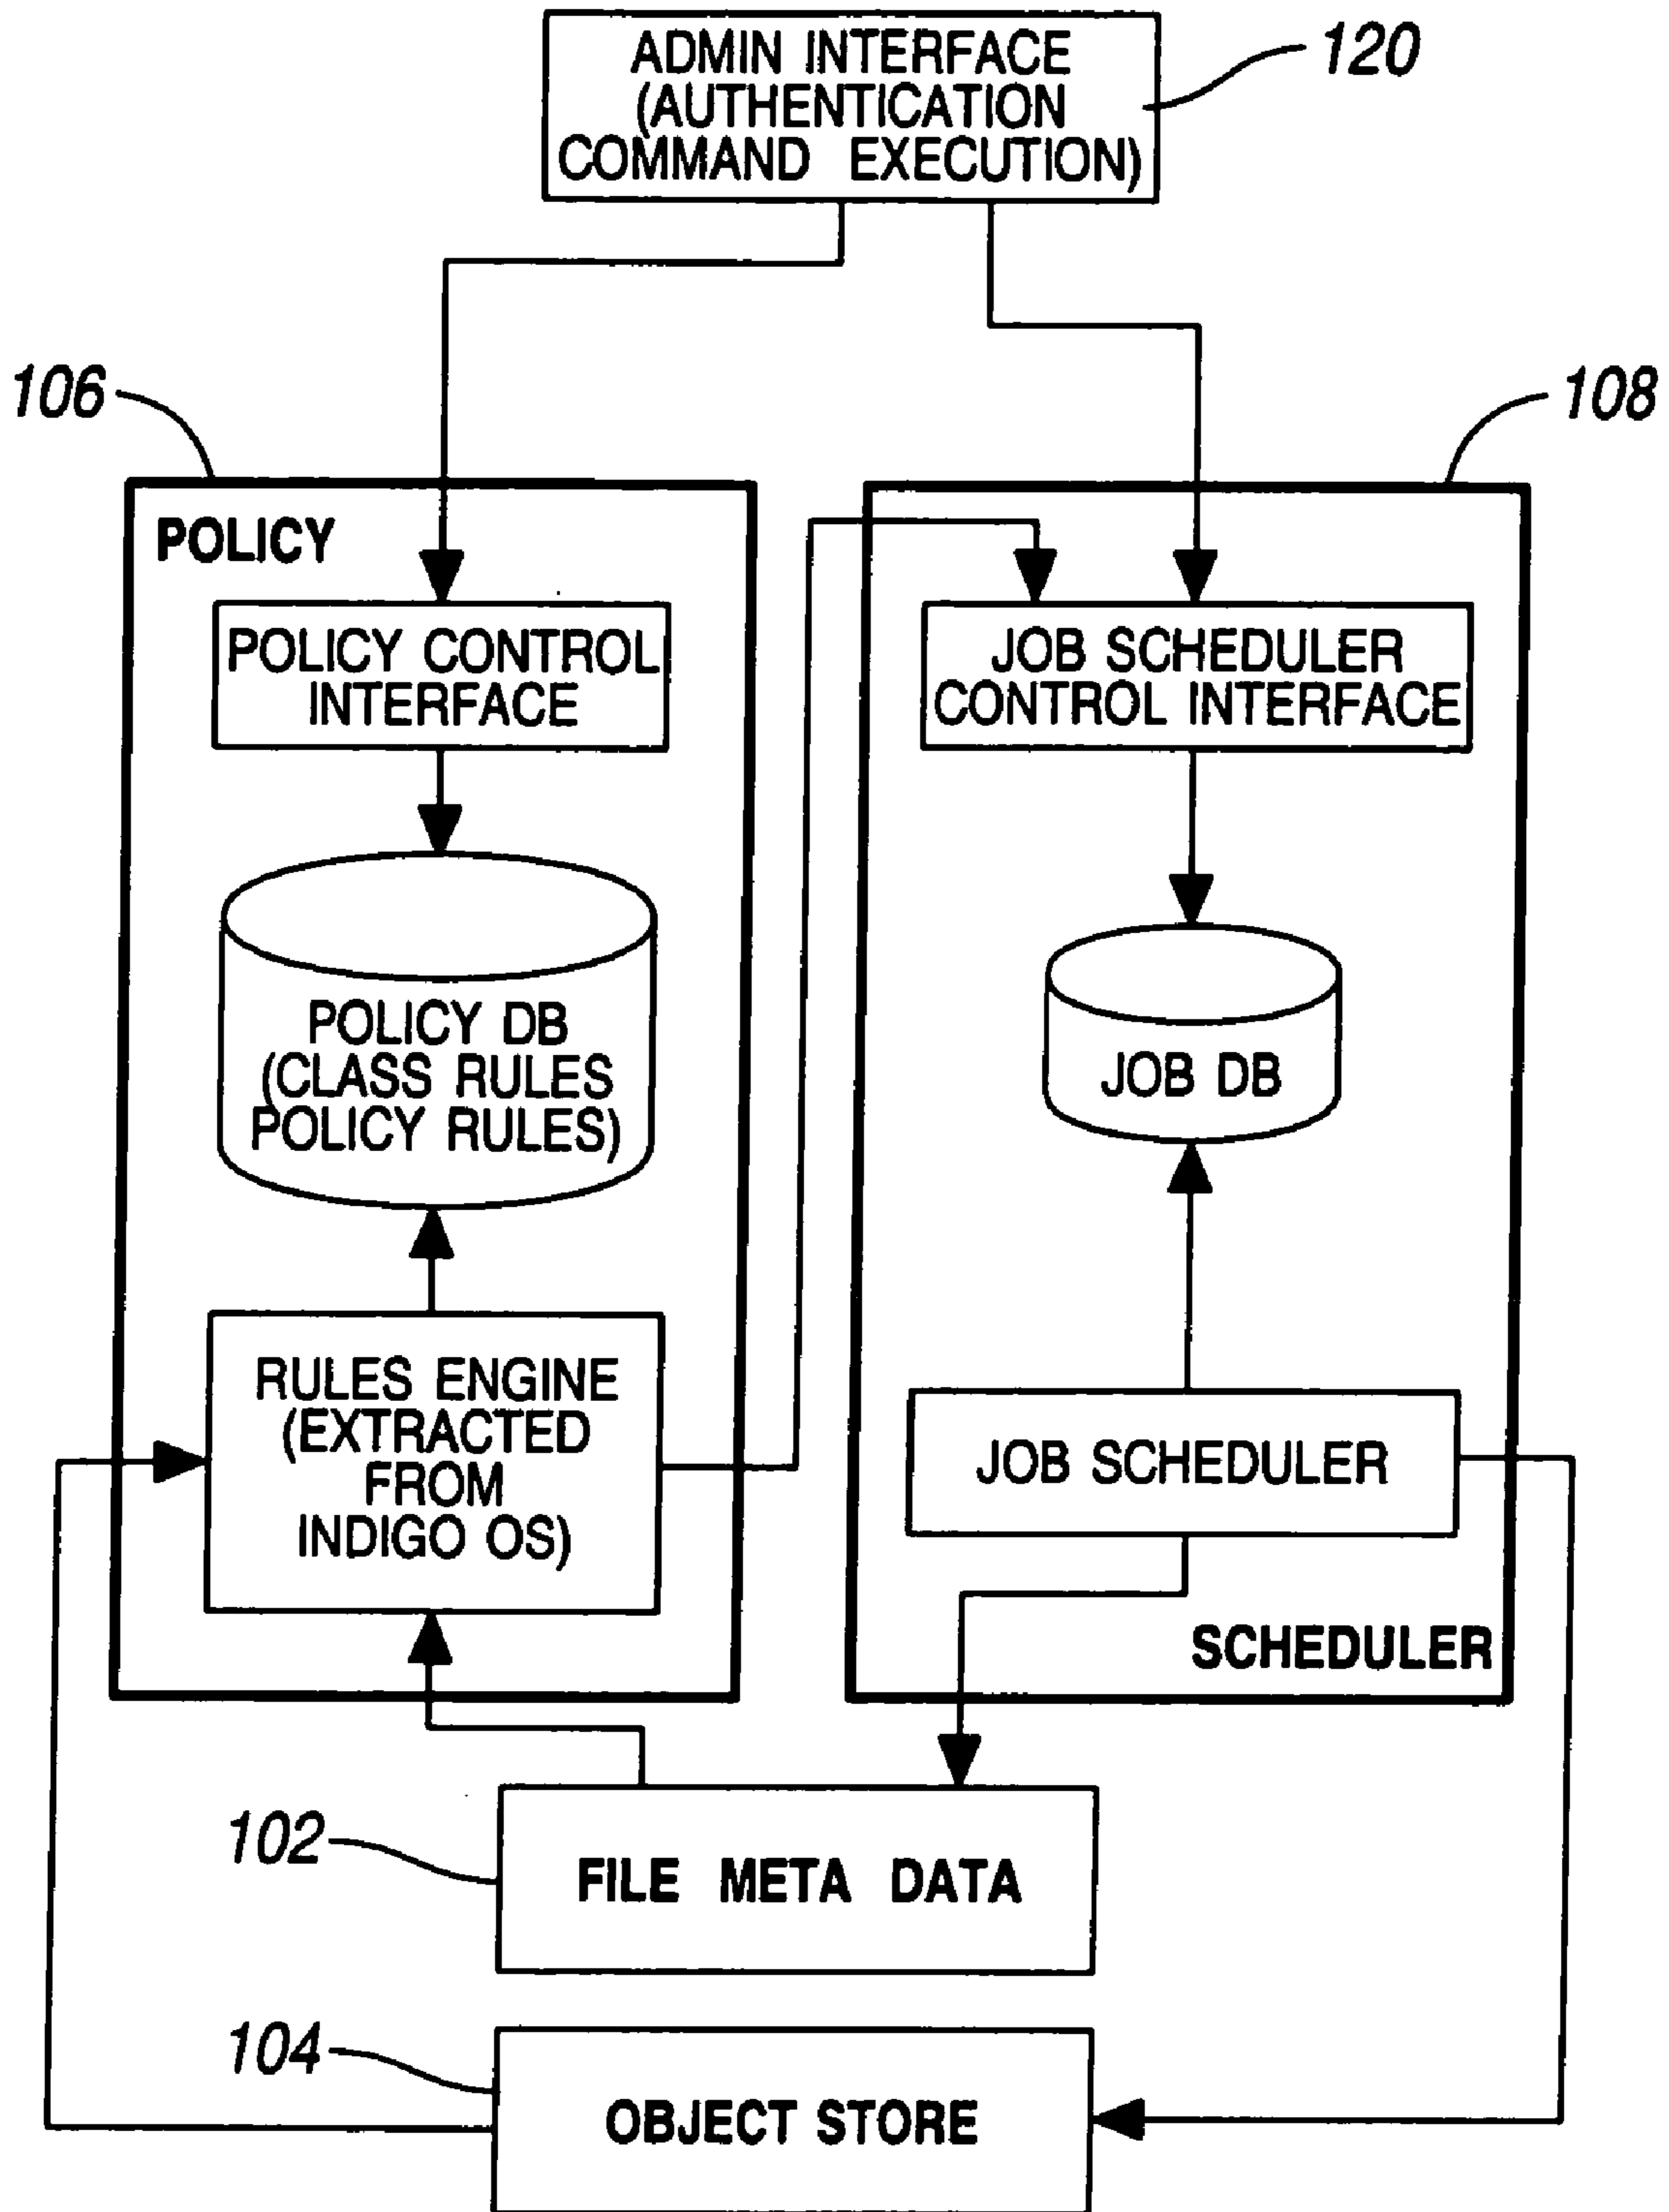 ADMIN INTERFACE
(AUTHENTICATION
COMMAND EXECUTION)
120
106
108
POLICY
POLICY CONTROL
INTERFACE
JOB SCHEDULER
CONTROL INTERFACE
POLICY DB
(CLASS RULES
POLICY RULES)
JOB DB
RULES ENGINE
(EXTRACTED
FROM
INDIGO OS)
JOB SCHEDULER
SCHEDULER
102
FILE META DATA
104
OBJECT STORE